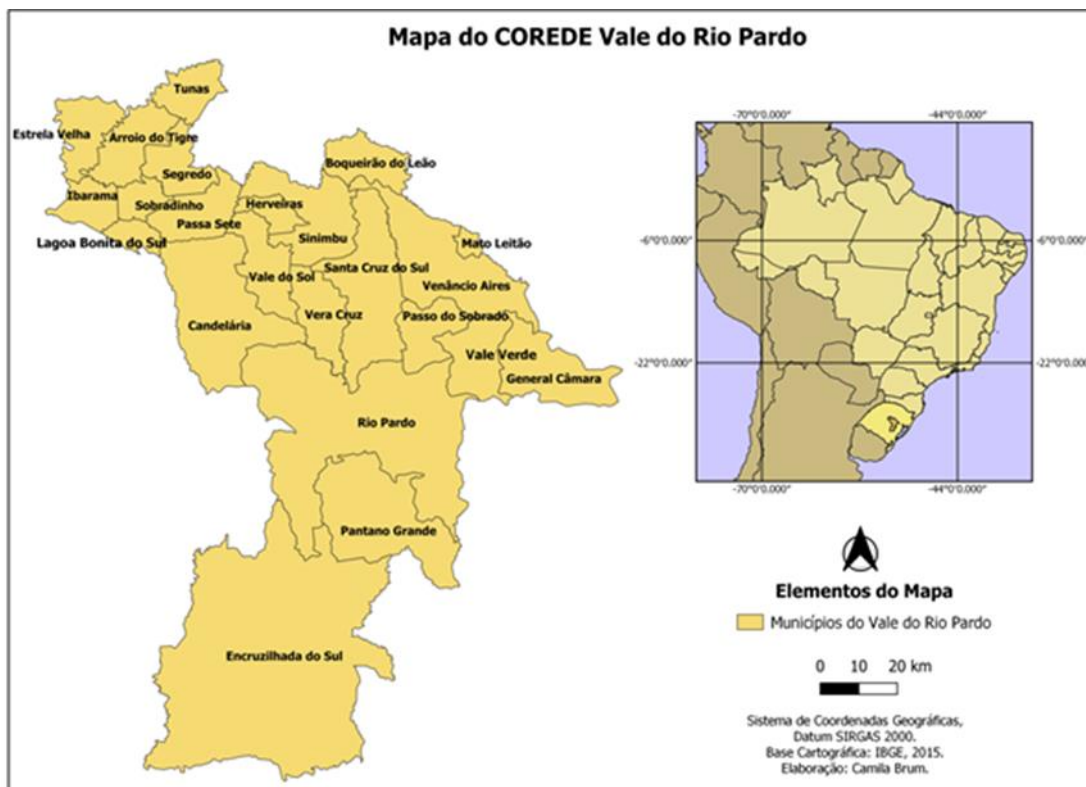 Mapa do COREDE Vale do Rio Pardo
Tunas
Estrela Velha
Arroio do Tigre
Segredo
Boqueirão do Leão
Ibarama
Sobradinho
Herveiras
Passa Sete
Lagoa Bonita do Sul
Sinimbu
Mato Leitão
Vale do Sol
Santa Cruz do Sul
Venâncio Aires
Candelária
Vera Cruz
Passo do Sobrado
Vale Verde
General Câmara
Rio Pardo
Pantano Grande
Encruzilhada do Sul
-70°0'0.000" -44°0'0.000"
-6°0'0.000" -6°0'0.000"
-22°0'0.000" -22°0'0.000"
-70°0'0.000" -44°0'0.000"
Elementos do Mapa
Municípios do Vale do Rio Pardo
0 10 20 km
Sistema de Coordenadas Geográficas,
Datum SIRGAS 2000.
Base Cartográfica: IBGE, 2015.
Elaboração: Camila Brum.